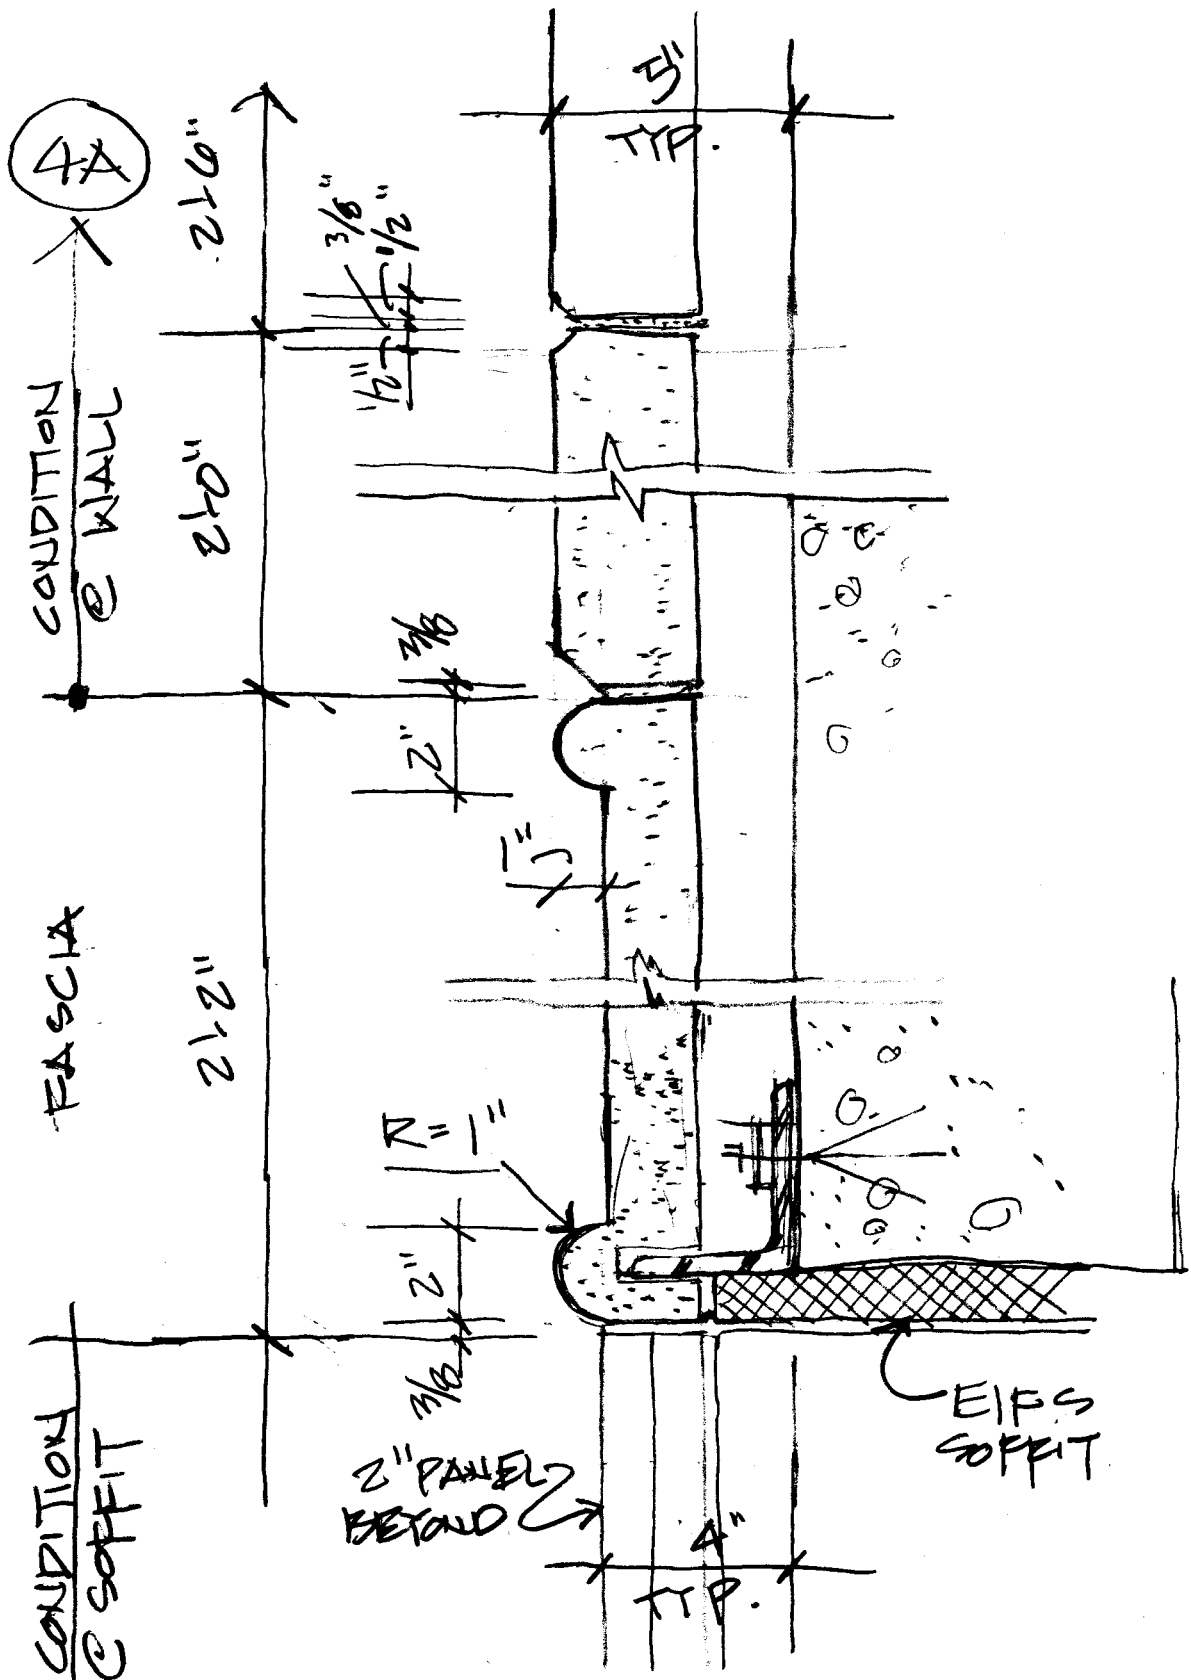 4A
2'6"
3/8"
1/2"
5"
TYP.
CONDITION
@ WALL
2'0"
1/2"
3/8
2"
1"
FASCIA
2'2"
R=1"
2"
3/8
CONDITION
@ SOFFIT
2" PANEL
BEYOND
4"
TYP.
EIFS
SOFFIT